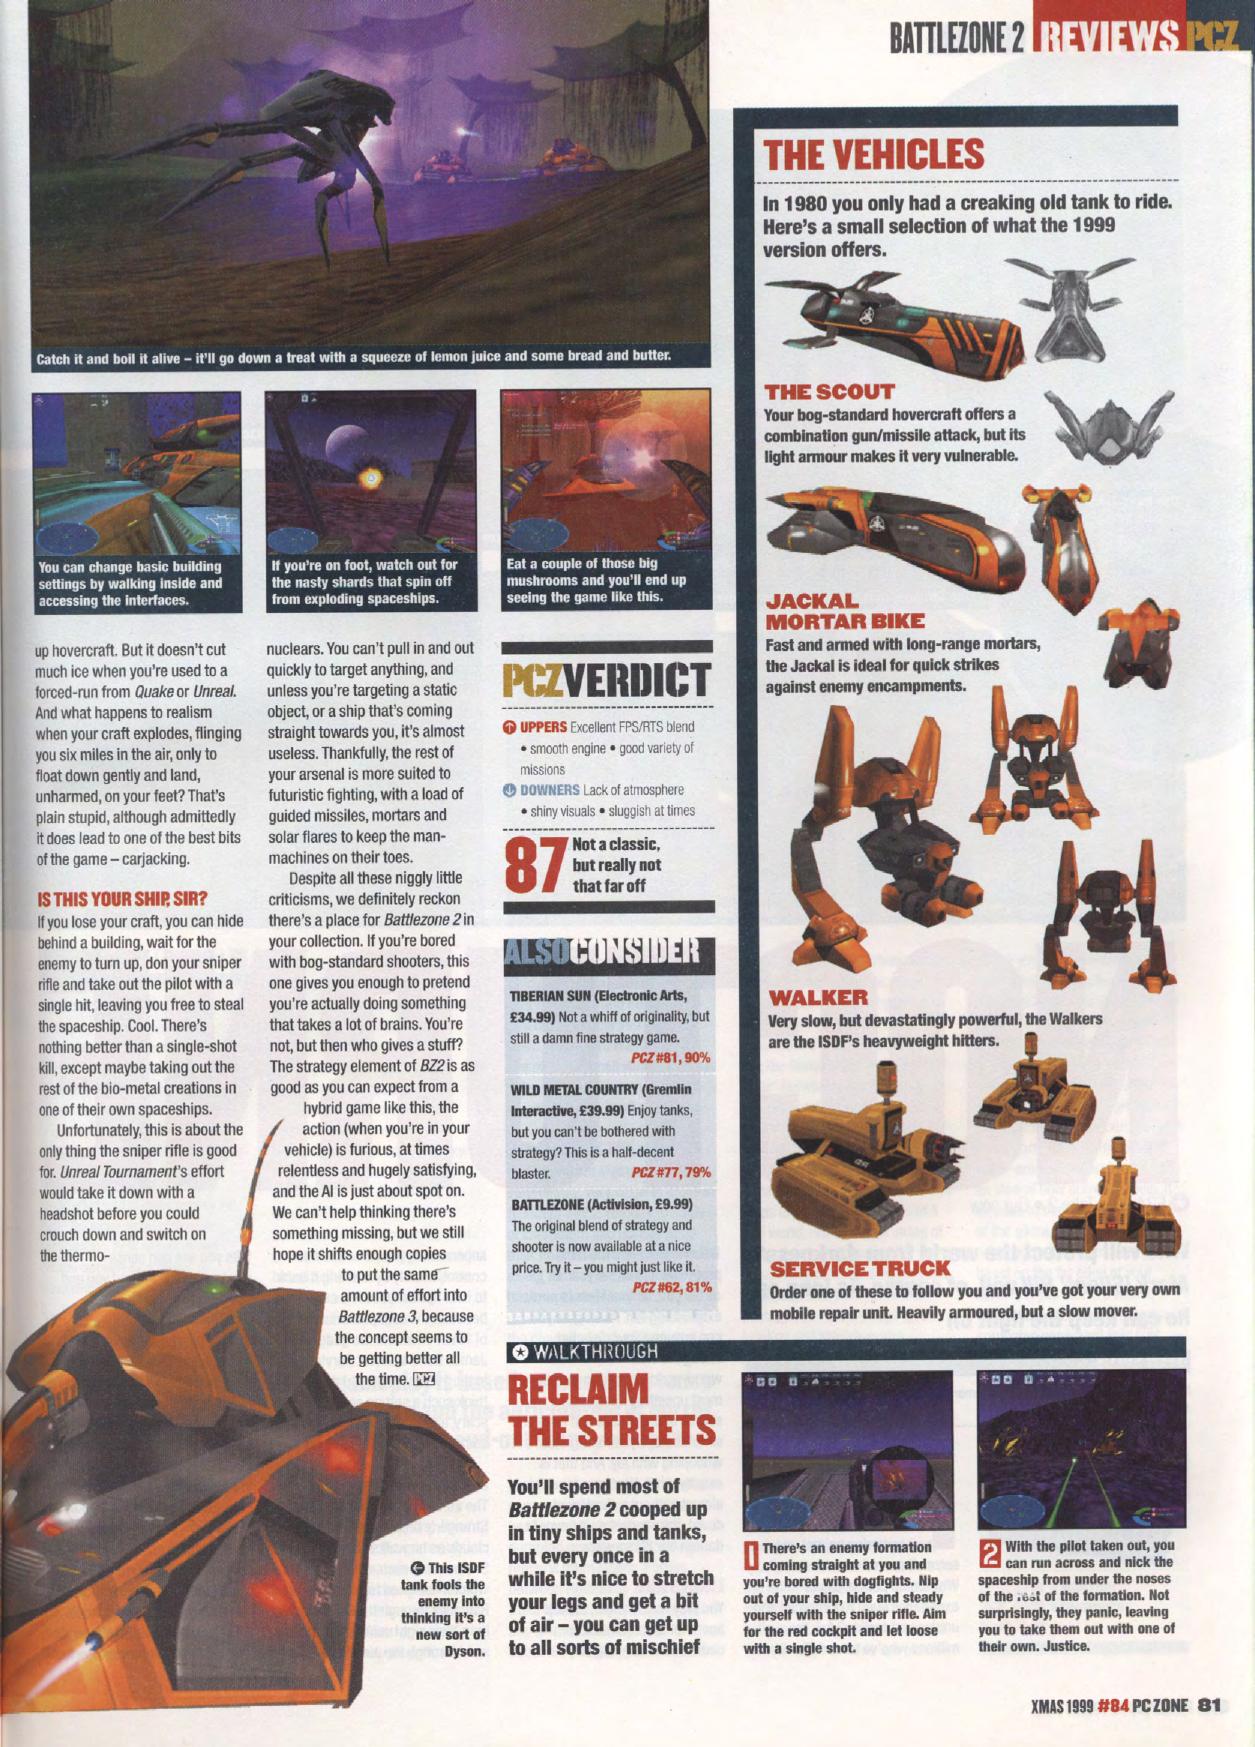 BATTLEZONE 2 REVIEWS PCZ
Catch it and boil it alive – it'll go down a treat with a squeeze of lemon juice and some bread and butter.
You can change basic building
settings by walking inside and
accessing the interfaces.
If you're on foot, watch out for
the nasty shards that spin off
from exploding spaceships.
Eat a couple of those big
mushrooms and you'll end up
seeing the game like this.
up hovercraft. But it doesn't cut
much ice when you're used to a
forced-run from Quake or Unreal.
And what happens to realism
when your craft explodes, flinging
you six miles in the air, only to
float down gently and land,
unharmed, on your feet? That's
plain stupid, although admittedly
it does lead to one of the best bits
of the game – carjacking.
IS THIS YOUR SHIP, SIR?
If you lose your craft, you can hide
behind a building, wait for the
enemy to turn up, don your sniper
rifle and take out the pilot with a
single hit, leaving you free to steal
the spaceship. Cool. There's
nothing better than a single-shot
kill, except maybe taking out the
rest of the bio-metal creations in
one of their own spaceships.
Unfortunately, this is about the
only thing the sniper rifle is good
for. Unreal Tournament's effort
would take it down with a
headshot before you could
crouch down and switch on
the thermo-
nuclears. You can't pull in and out
quickly to target anything, and
unless you're targeting a static
object, or a ship that's coming
straight towards you, it's almost
useless. Thankfully, the rest of
your arsenal is more suited to
futuristic fighting, with a load of
guided missiles, mortars and
solar flares to keep the man-
machines on their toes.
Despite all these niggly little
criticisms, we definitely reckon
there's a place for Battlezone 2 in
your collection. If you're bored
with bog-standard shooters, this
one gives you enough to pretend
you're actually doing something
that takes a lot of brains. You're
not, but then who gives a stuff?
The strategy element of BZ2 is as
good as you can expect from a
hybrid game like this, the
action (when you're in your
vehicle) is furious, at times
relentless and hugely satisfying,
and the AI is just about spot on.
We can't help thinking there's
something missing, but we still
hope it shifts enough copies
to put the same
amount of effort into
Battlezone 3, because
the concept seems to
be getting better all
the time. PCZ
This ISDF
tank fools the
enemy into
thinking it's a
new sort of
Dyson.
PCZVERDICT
UPPERS Excellent FPS/RTS blend
• smooth engine • good variety of
missions
DOWNERS Lack of atmosphere
• shiny visuals • sluggish at times
87 Not a classic,
but really not
that far off
ALSOCONSIDER
TIBERIAN SUN (Electronic Arts,
£34.99) Not a whiff of originality, but
still a damn fine strategy game.
PCZ #81, 90%
WILD METAL COUNTRY (Gremlin
Interactive, £39.99) Enjoy tanks,
but you can't be bothered with
strategy? This is a half-decent
blaster. PCZ #77, 79%
BATTLEZONE (Activision, £9.99)
The original blend of strategy and
shooter is now available at a nice
price. Try it – you might just like it.
PCZ #62, 81%
THE VEHICLES
In 1980 you only had a creaking old tank to ride.
Here's a small selection of what the 1999
version offers.
THE SCOUT
Your bog-standard hovercraft offers a
combination gun/missile attack, but its
light armour makes it very vulnerable.
JACKAL
MORTAR BIKE
Fast and armed with long-range mortars,
the Jackal is ideal for quick strikes
against enemy encampments.
WALKER
Very slow, but devastatingly powerful, the Walkers
are the ISDF's heavyweight hitters.
SERVICE TRUCK
Order one of these to follow you and you've got your very own
mobile repair unit. Heavily armoured, but a slow mover.
WALKTHROUGH
RECLAIM
THE STREETS
You'll spend most of
Battlezone 2 cooped up
in tiny ships and tanks,
but every once in a
while it's nice to stretch
your legs and get a bit
of air – you can get up
to all sorts of mischief
1 There's an enemy formation
coming straight at you and
you're bored with dogfights. Nip
out of your ship, hide and steady
yourself with the sniper rifle. Aim
for the red cockpit and let loose
with a single shot.
2 With the pilot taken out, you
can run across and nick the
spaceship from under the noses
of the rest of the formation. Not
surprisingly, they panic, leaving
you to take them out with one of
their own. Justice.
XMAS 1999 #84 PC ZONE 81